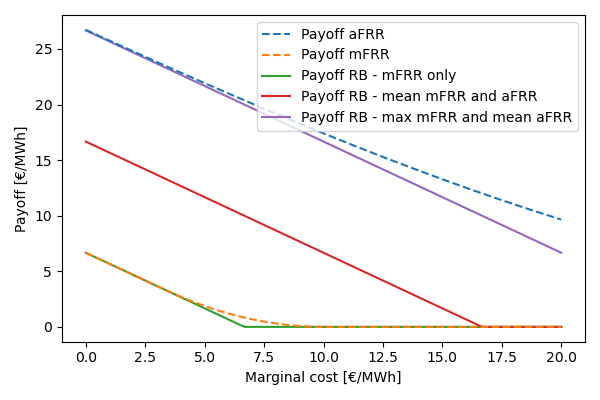 Payoff aFRR
Payoff mFRR
Payoff RB - mFRR only
Payoff RB - mean mFRR and aFRR
Payoff RB - max mFRR and mean aFRR
Payoff [€/MWh]
25
20
15
10
5
0
0.0 2.5 5.0 7.5 10.0 12.5 15.0 17.5 20.0
Marginal cost [€/MWh]